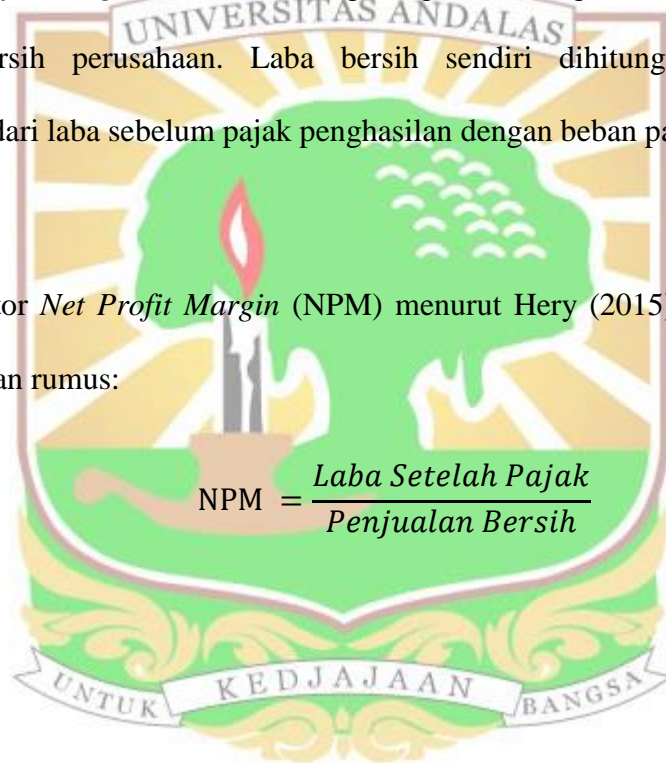 UNIVERSITAS ANDALAS
rsih perusahaan. Laba bersih sendiri dihitung
dari laba sebelum pajak penghasilan dengan beban pa
tor Net Profit Margin (NPM) menurut Hery (2015)
an rumus:
NPM = Laba Setelah Pajak
Penjualan Bersih
UNTUK KEDJAJAAN BANGSA